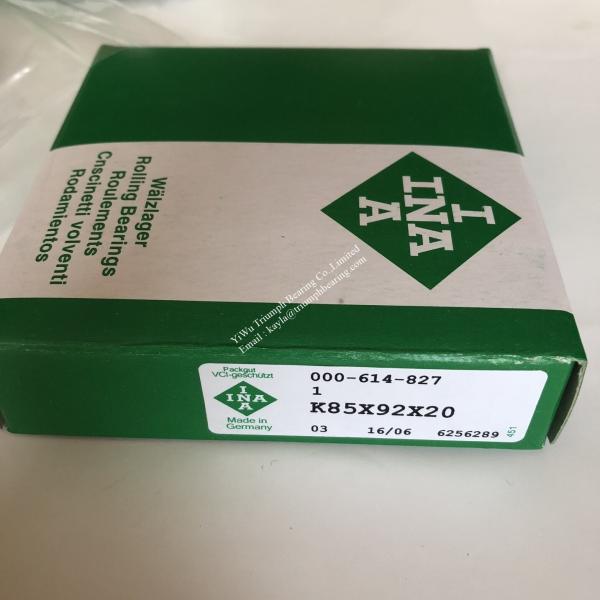 I
INA
A
Wälzlager
Rolling Bearings
Roulements
Cnscinetti volventi
Rodamientos
YiWu Triumph Bearing Co.,Limited
Email : kayla@triumphbearing.com
Packgut
VCI-geschützt
I
INA
A
Made in
Germany
000-614-827
1
K85X92X20
03 16/06 6256289
451